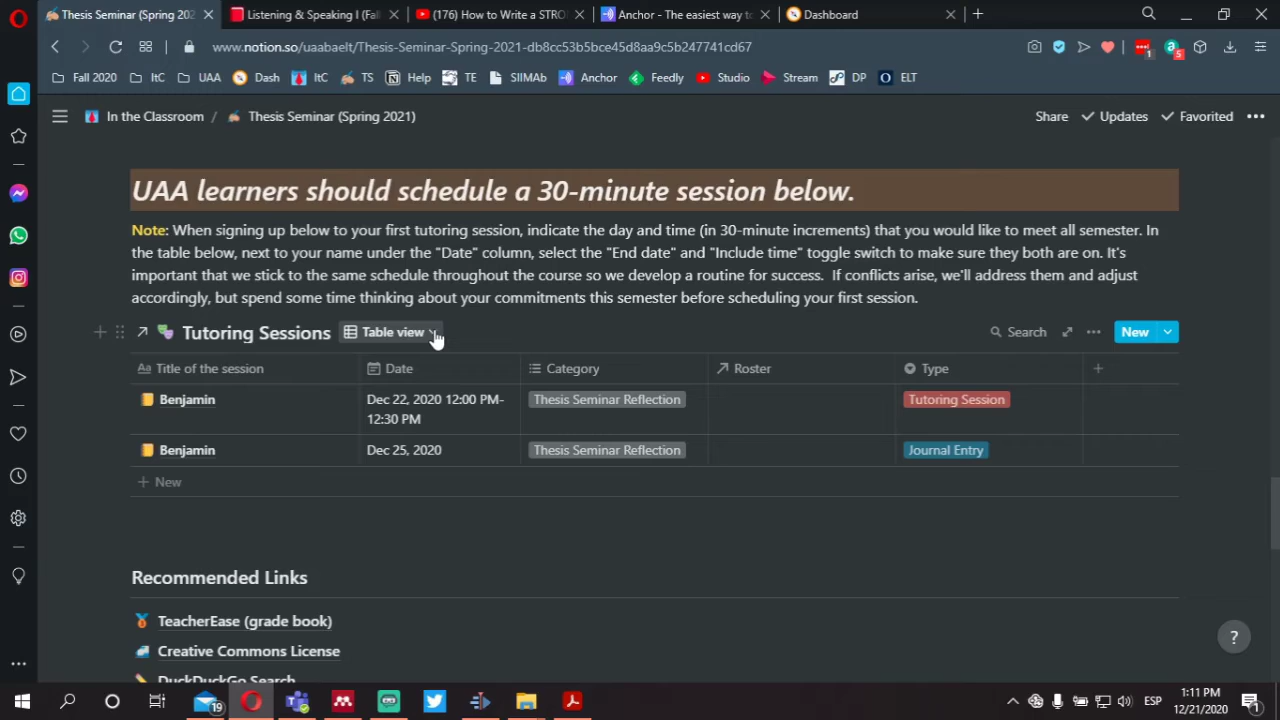 Thesis Seminar (Spring 202
Listening & Speaking I (Fal
(176) How to Write a STRO
Anchor - The easiest way to
Dashboard
www.notion.so/uaabaelt/Thesis-Seminar-Spring-2021-db8cc53b5bce45d8aa9c5b247741cd67
1
5
Fall 2020
ItC
UAA
Dash
ItC
TS
Help
TE
SIIMAb
Anchor
Feedly
Studio
Stream
DP
ELT
In the Classroom / Thesis Seminar (Spring 2021)
Share
Updates
Favorited
UAA learners should schedule a 30-minute session below.
Note: When signing up below to your first tutoring session, indicate the day and time (in 30-minute increments) that you would like to meet all semester. In
the table below, next to your name under the "Date" column, select the "End date" and "Include time" toggle switch to make sure they both are on. It's
important that we stick to the same schedule throughout the course so we develop a routine for success. If conflicts arise, we'll address them and adjust
accordingly, but spend some time thinking about your commitments this semester before scheduling your first session.
Tutoring Sessions
Table view
Search
New
Aa Title of the session
Date
Category
Roster
Type
Benjamin
Dec 22, 2020 12:00 PM-
12:30 PM
Thesis Seminar Reflection
Tutoring Session
Benjamin
Dec 25, 2020
Thesis Seminar Reflection
Journal Entry
+ New
Recommended Links
TeacherEase (grade book)
Creative Commons License
DuckDuckGo Search
?
19
ESP
1:11 PM
12/21/2020
1